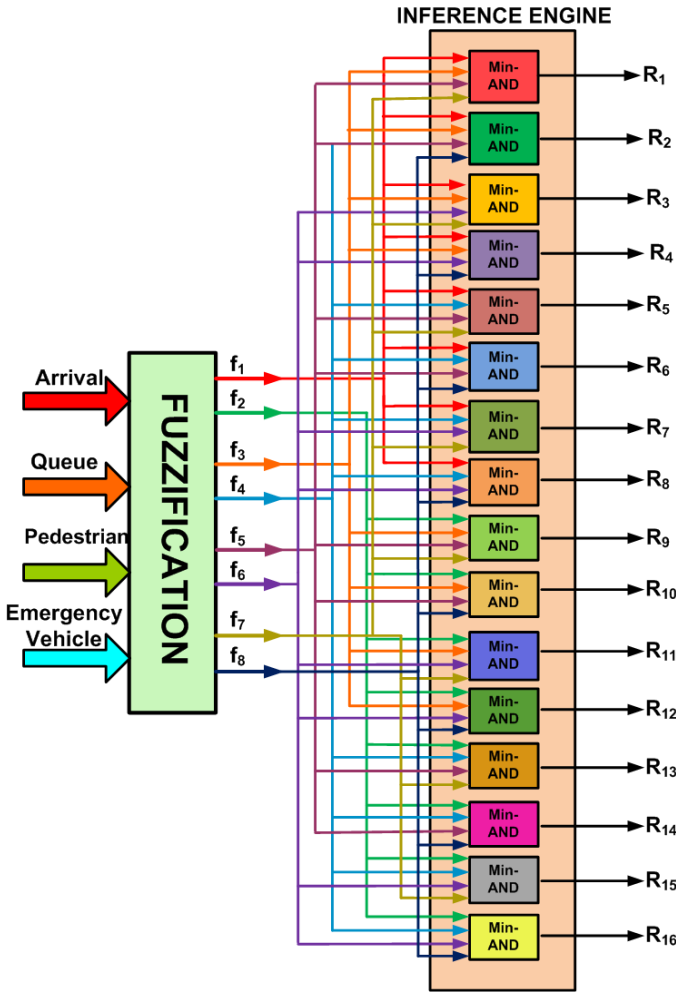 INFERENCE ENGINE
Min-
AND
R1
Min-
AND
R2
Min-
AND
R3
Min-
AND
R4
Min-
AND
R5
Min-
AND
R6
Min-
AND
R7
Min-
AND
R8
Min-
AND
R9
Min-
AND
R10
Min-
AND
R11
Min-
AND
R12
Min-
AND
R13
Min-
AND
R14
Min-
AND
R15
Min-
AND
R16
Arrival
Queue
Pedestrian
Emergency
Vehicle
FUZZIFICATION
f1
f2
f3
f4
f5
f6
f7
f8